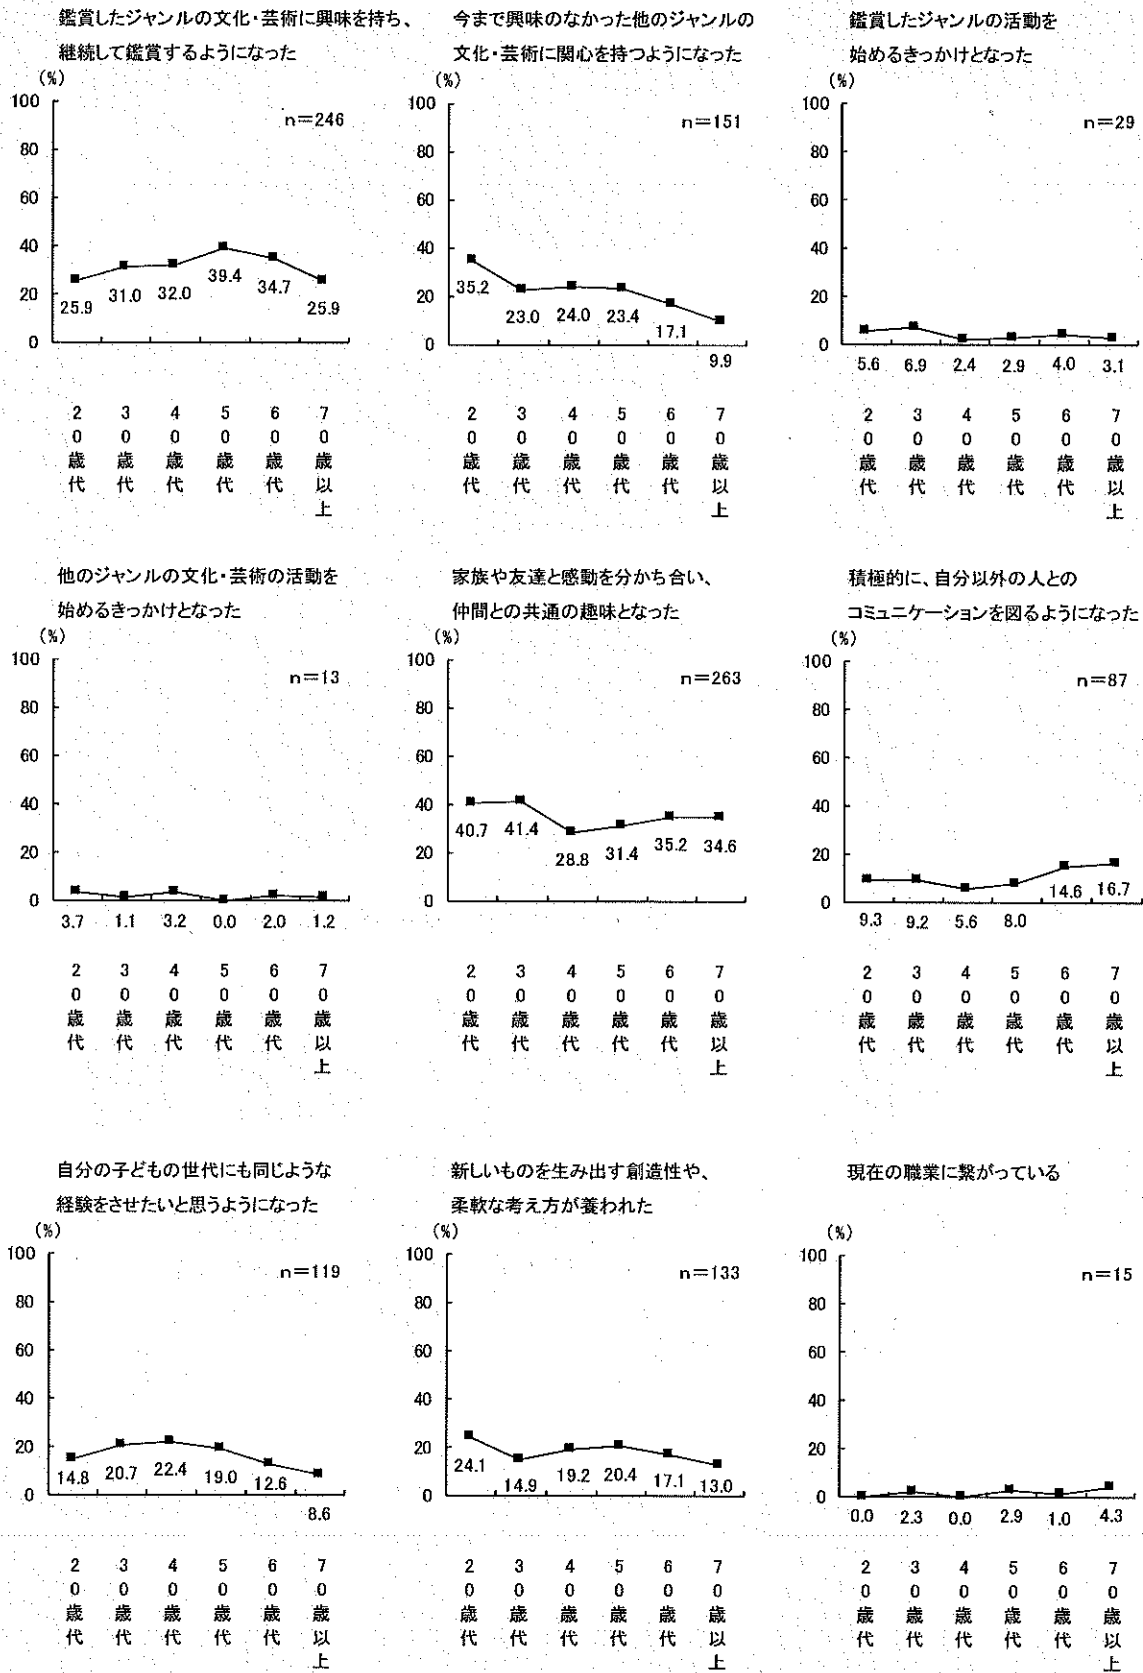 鑑賞したジャンルの文化・芸術に興味を持ち、
継続して鑑賞するようになった
(%)
n=246
100
80
60
40
20
0
25.9 31.0 32.0 39.4 34.7 25.9
20歳代 30歳代 40歳代 50歳代 60歳代 70歳以上
今まで興味のなかった他のジャンルの
文化・芸術に関心を持つようになった
(%)
n=151
100
80
60
40
20
0
35.2 23.0 24.0 23.4 17.1 9.9
20歳代 30歳代 40歳代 50歳代 60歳代 70歳以上
鑑賞したジャンルの活動を
始めるきっかけとなった
(%)
n=29
100
80
60
40
20
0
5.6 6.9 2.4 2.9 4.0 3.1
20歳代 30歳代 40歳代 50歳代 60歳代 70歳以上
他のジャンルの文化・芸術の活動を
始めるきっかけとなった
(%)
n=13
100
80
60
40
20
0
3.7 1.1 3.2 0.0 2.0 1.2
20歳代 30歳代 40歳代 50歳代 60歳代 70歳以上
家族や友達と感動を分かち合い、
仲間との共通の趣味となった
(%)
n=263
100
80
60
40
20
0
40.7 41.4 28.8 31.4 35.2 34.6
20歳代 30歳代 40歳代 50歳代 60歳代 70歳以上
積極的に、自分以外の人との
コミュニケーションを図るようになった
(%)
n=87
100
80
60
40
20
0
9.3 9.2 5.6 8.0 14.6 16.7
20歳代 30歳代 40歳代 50歳代 60歳代 70歳以上
自分の子どもの世代にも同じような
経験をさせたいと思うようになった
(%)
n=119
100
80
60
40
20
0
14.8 20.7 22.4 19.0 12.6 8.6
20歳代 30歳代 40歳代 50歳代 60歳代 70歳以上
新しいものを生み出す創造性や、
柔軟な考え方が養われた
(%)
n=133
100
80
60
40
20
0
24.1 14.9 19.2 20.4 17.1 13.0
20歳代 30歳代 40歳代 50歳代 60歳代 70歳以上
現在の職業に繋がっている
(%)
n=15
100
80
60
40
20
0
0.0 2.3 0.0 2.9 1.0 4.3
20歳代 30歳代 40歳代 50歳代 60歳代 70歳以上